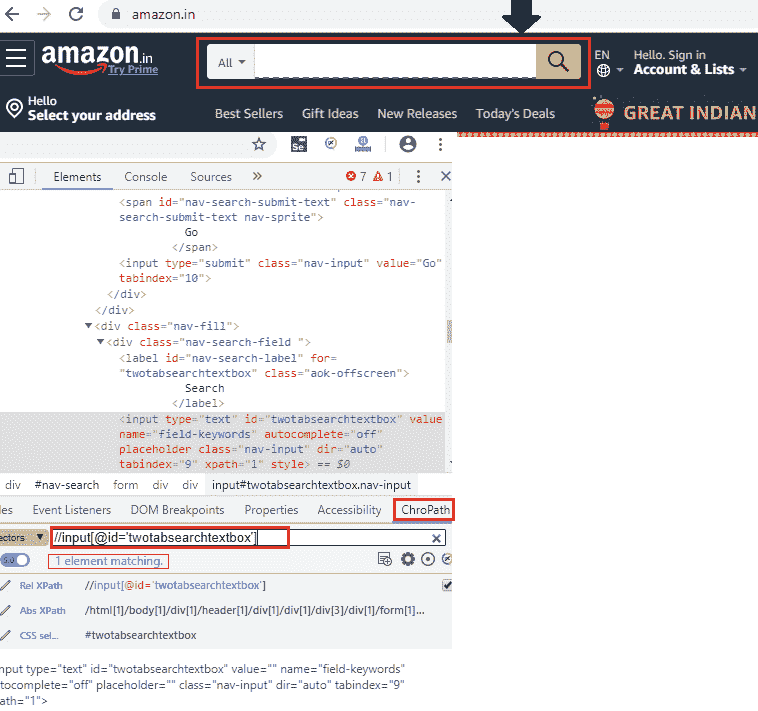 amazon.in
amazon.in
Try Prime
All
EN
Hello. Sign in
Account & Lists
Hello
Select your address
Best Sellers
Gift Ideas
New Releases
Today's Deals
GREAT INDIAN
Se
Elements
Console
Sources
»
7
1
<span id="nav-search-submit-text" class="nav-
search-submit-text nav-sprite">
Go
</span>
<input type="submit" class="nav-input" value="Go"
tabindex="10">
</div>
</div>
<div class="nav-fill">
<div class="nav-search-field ">
<label id="nav-search-label" for=
"twotabsearchtextbox" class="aok-offscreen">
Search
</label>
<input type="text" id="twotabsearchtextbox" value
name="field-keywords" autocomplete="off"
placeholder class="nav-input" dir="auto"
tabindex="9" xpath="1" style> == $0
div #nav-search form div div input#twotabsearchtextbox.nav-input
les
Event Listeners
DOM Breakpoints
Properties
Accessibility
ChroPath
ectors
//input[@id='twotabsearchtextbox']
1 element matching.
Rel XPath
//input[@id='twotabsearchtextbox']
Abs XPath
/html[1]/body[1]/div[1]/header[1]/div[1]/div[1]/div[3]/div[1]/form[1]...
CSS sel...
#twotabsearchtextbox
nput type="text" id="twotabsearchtextbox" value="" name="field-keywords"
utocomplete="off" placeholder="" class="nav-input" dir="auto" tabindex="9"
path="1">